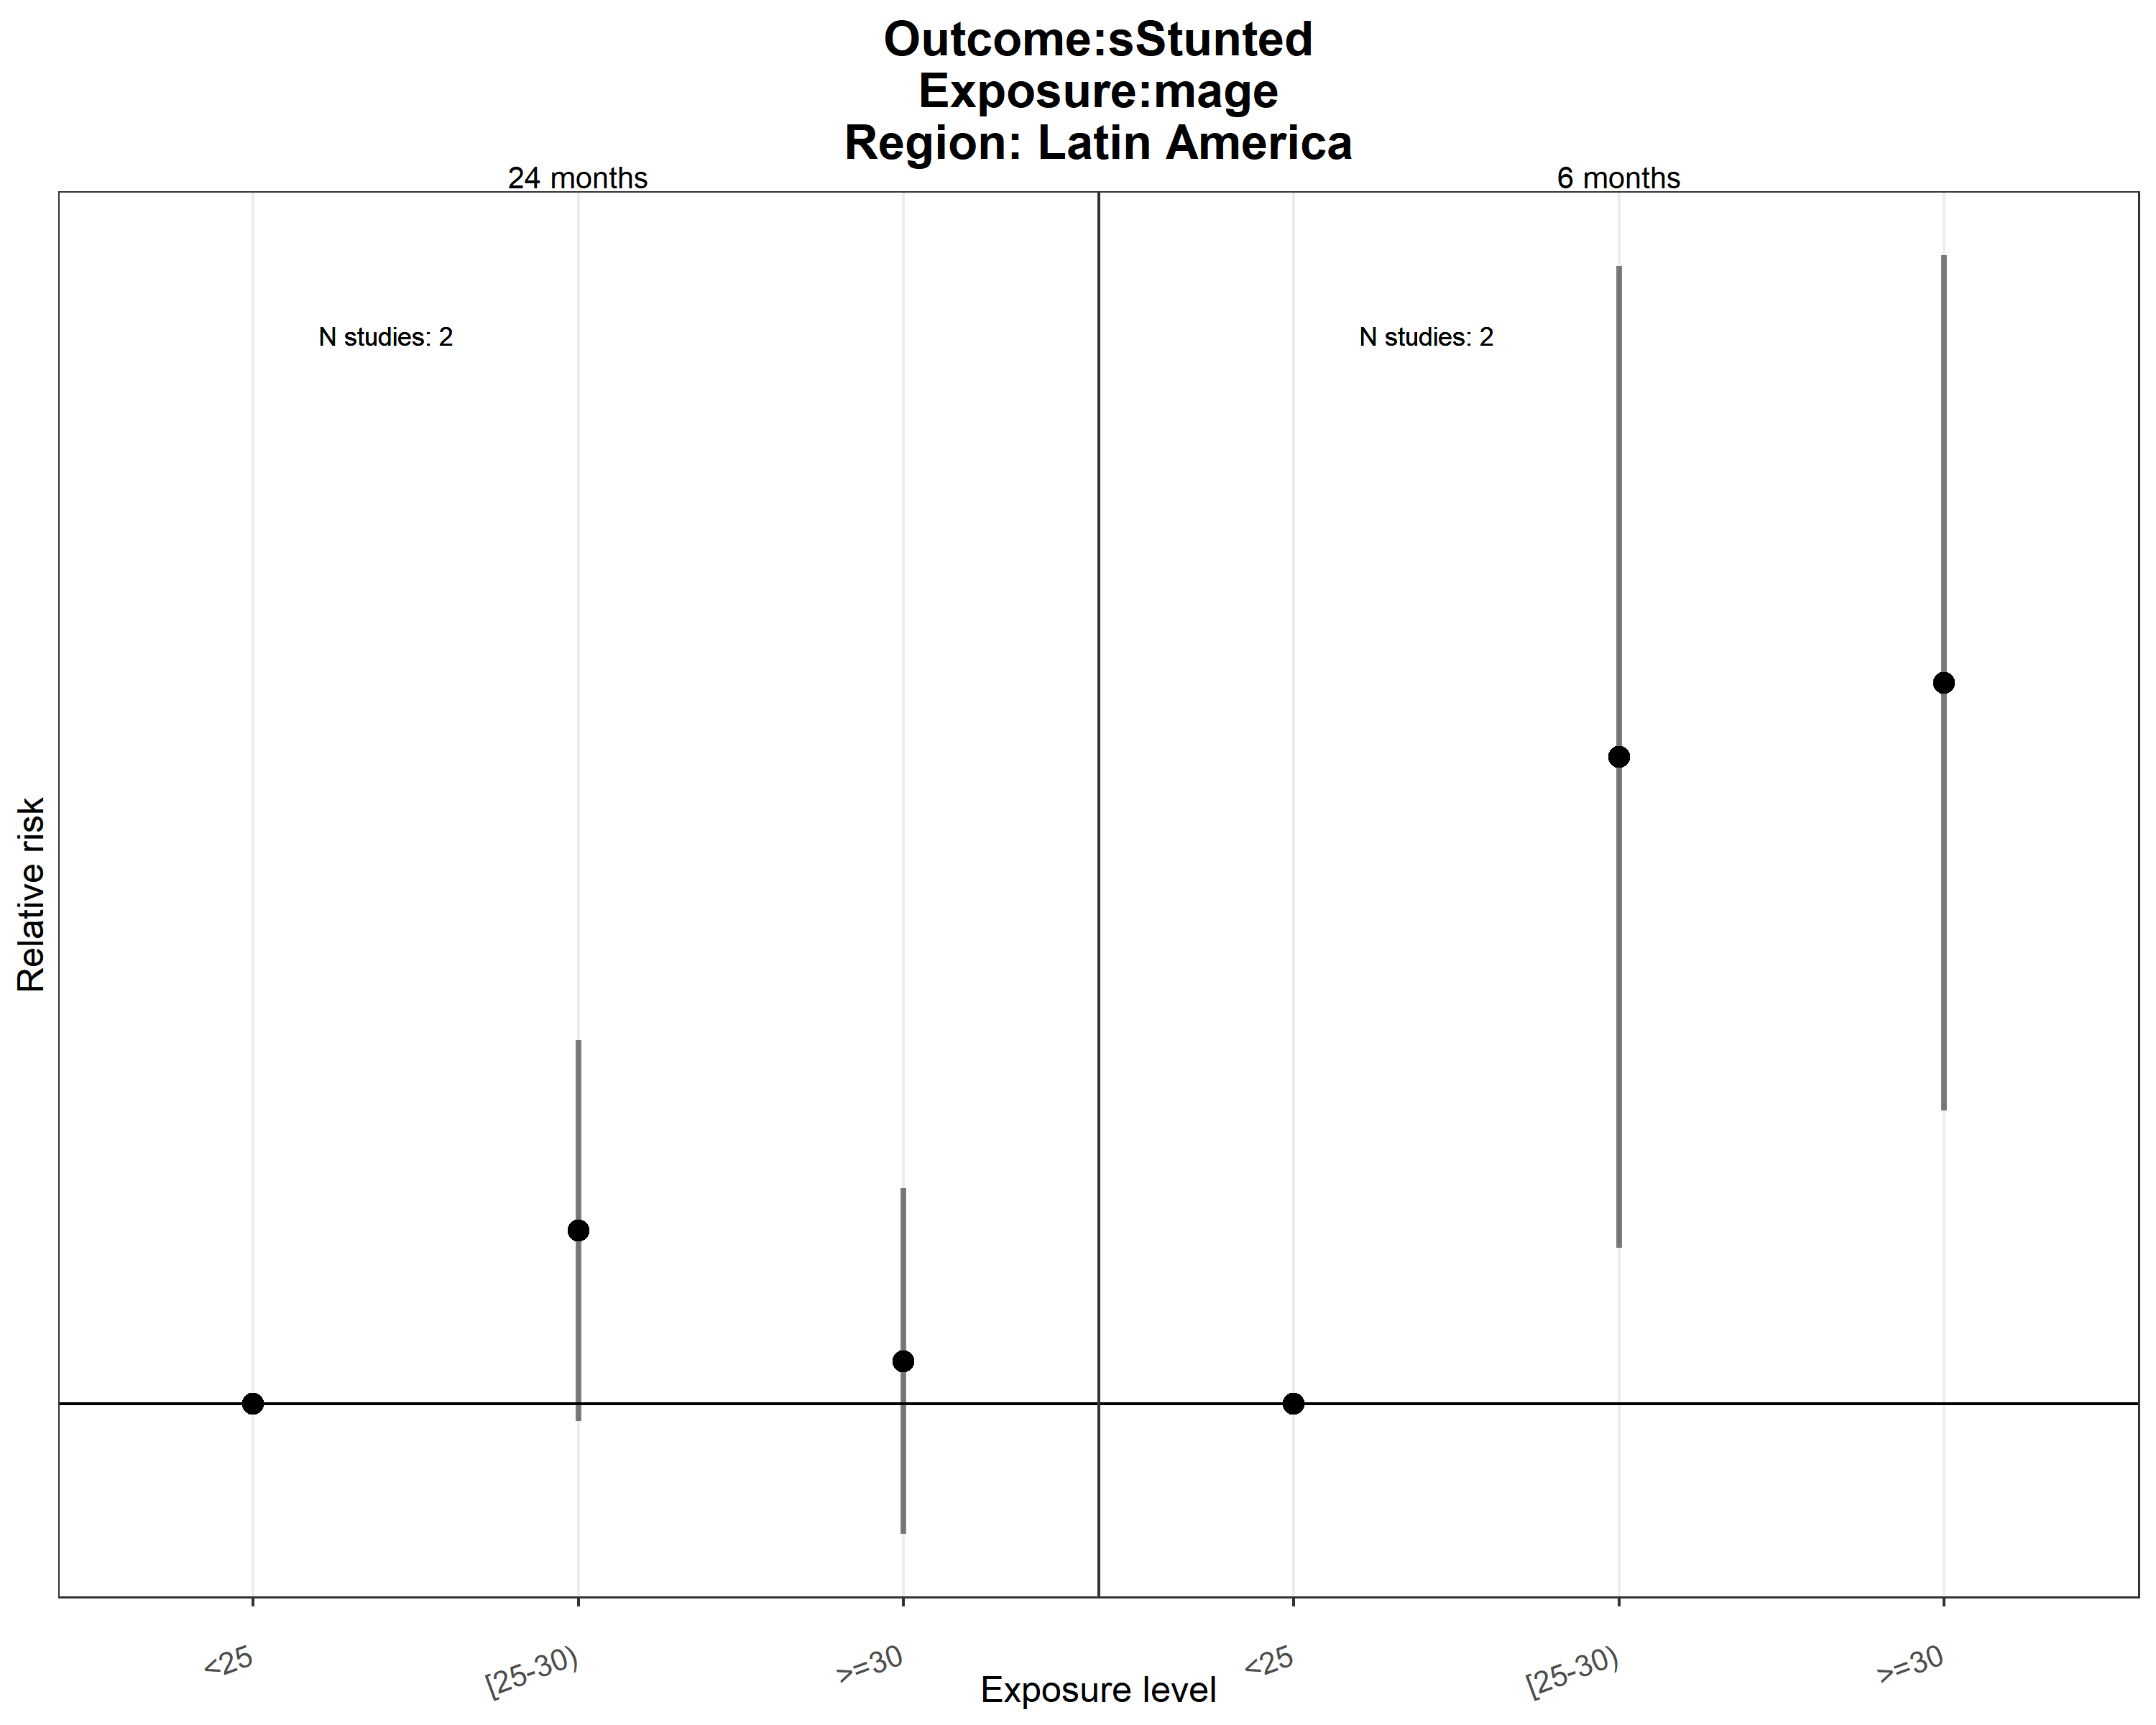 Outcome:sStunted
Exposure:mage
Region: Latin America
24 months
6 months
N studies: 2
N studies: 2
Relative risk
<25
[25-30)
>=30
<25
[25-30)
>=30
Exposure level